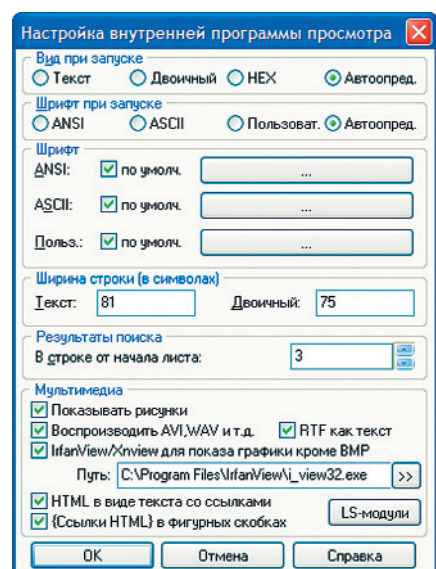 Настройка внутренней программы просмотра
Вид при запуске
Текст Двоичный HEX Автоопред.
Шрифт при запуске
ANSI ASCII Пользоват. Автоопред.
Шрифт
ANSI: по умолч. ...
ASCII: по умолч. ...
Польз.: по умолч. ...
Ширина строки (в символах)
Текст: 81 Двоичный: 75
Результаты поиска
В строке от начала листа: 3
Мультимедиа
Показывать рисунки
Воспроизводить AVI,WAV и т.д. RTF как текст
IrfanView/Xnview для показа графики кроме BMP
Путь: C:\Program Files\IrfanView\i_view32.exe >>
HTML в виде текста со ссылками
{Ссылки HTML} в фигурных скобках LS-модули
OK Отмена Справка